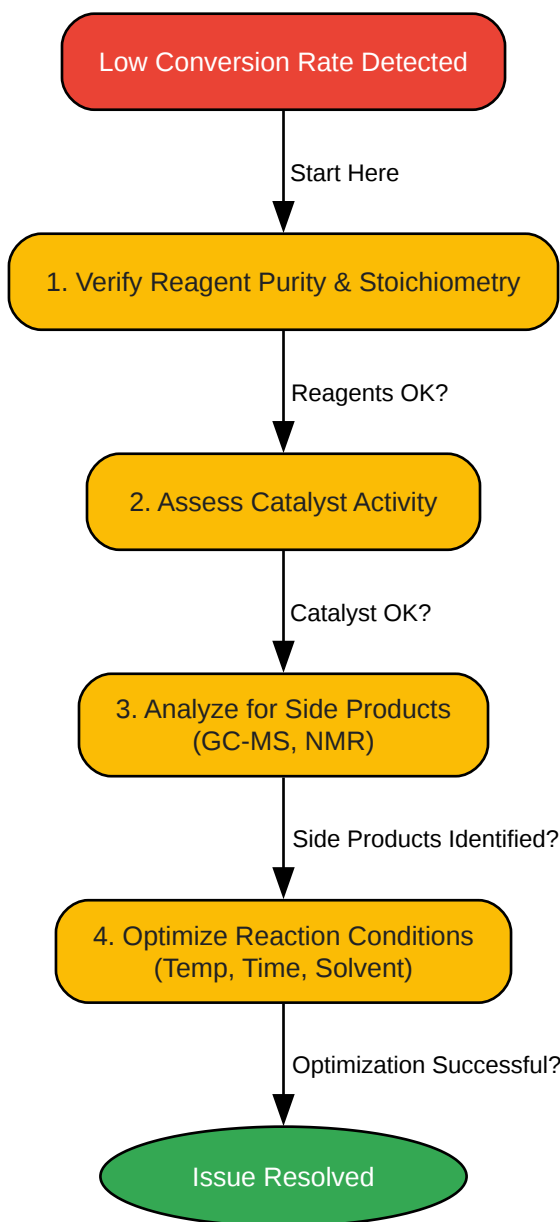 Low Conversion Rate Detected
Start Here
1. Verify Reagent Purity & Stoichiometry
Reagents OK?
2. Assess Catalyst Activity
Catalyst OK?
3. Analyze for Side Products
(GC-MS, NMR)
Side Products Identified?
4. Optimize Reaction Conditions
(Temp, Time, Solvent)
Optimization Successful?
Issue Resolved